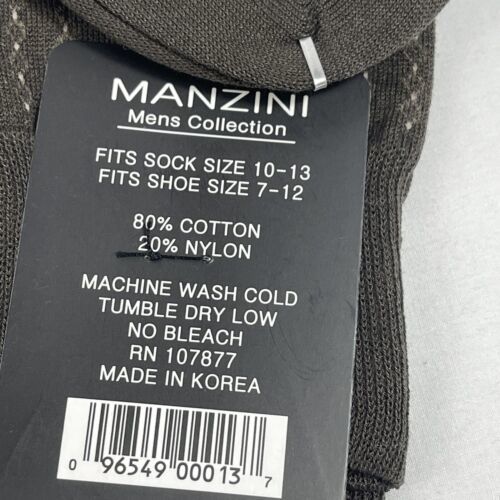 MANZINI
Mens Collection
FITS SOCK SIZE 10-13
FITS SHOE SIZE 7-12
80% COTTON
20% NYLON
MACHINE WASH COLD
TUMBLE DRY LOW
NO BLEACH
RN 107877
MADE IN KOREA
0 96549 00013 7